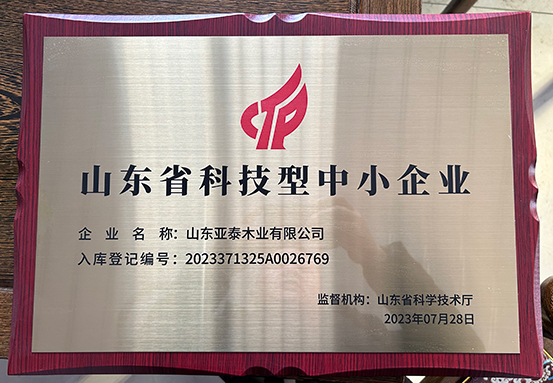 CTP
山东省科技型中小企业
企业名称：山东亚泰木业有限公司
入库登记编号：2023371325A0026769
监督机构：山东省科学技术厅
2023年07月28日